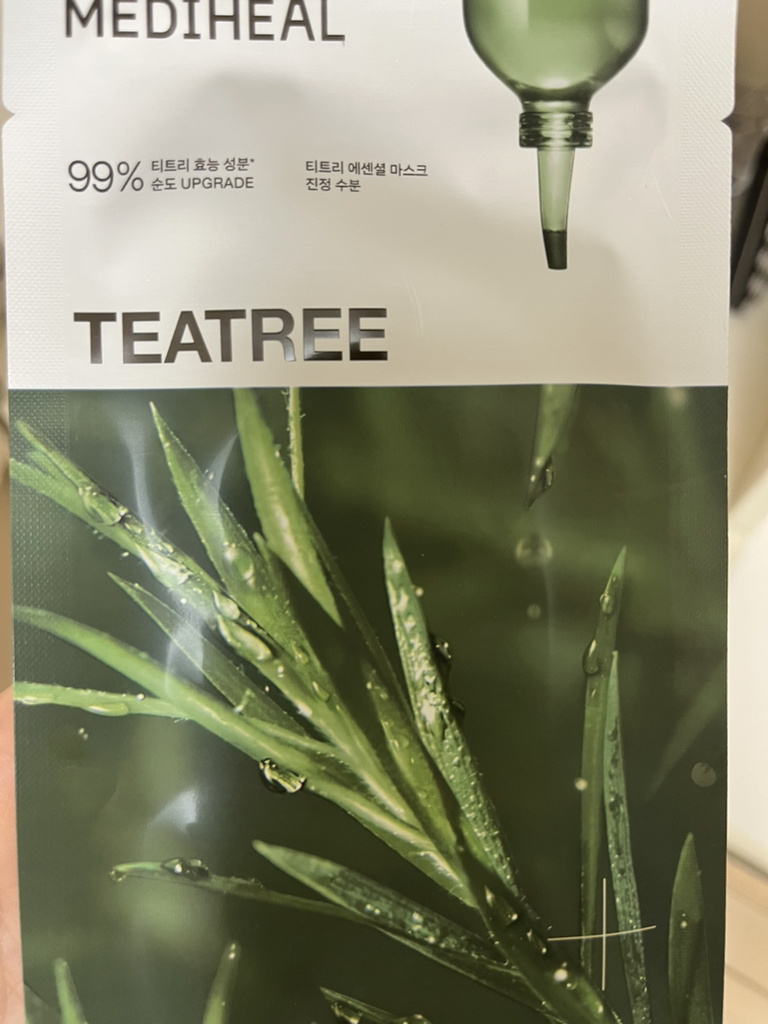 MEDIHEAL
99% 티트리 효능 성분*
순도 UPGRADE
티트리 에센셜 마스크
진정 수분
TEATREE